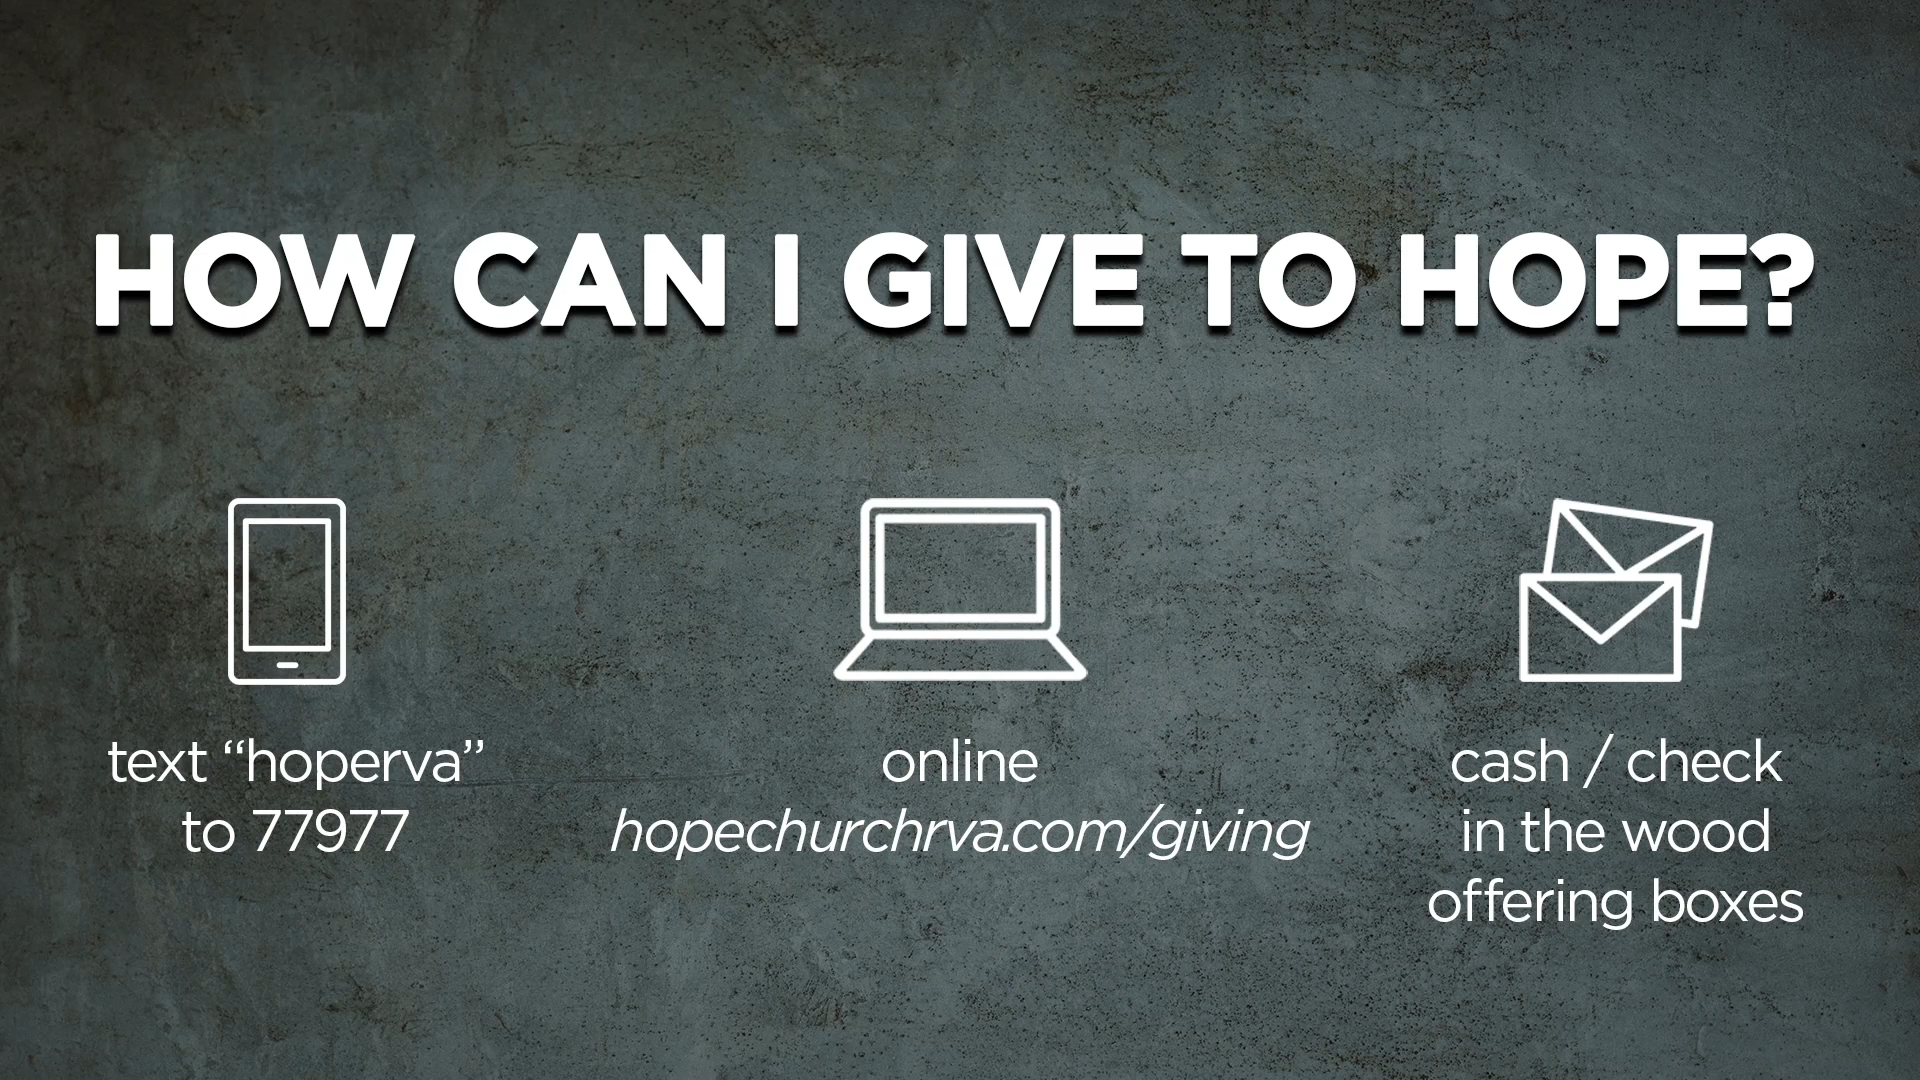 HOW CAN I GIVE TO HOPE?
text “hoperva”
to 77977
online
hopechurchrva.com/giving
cash / check
in the wood
offering boxes